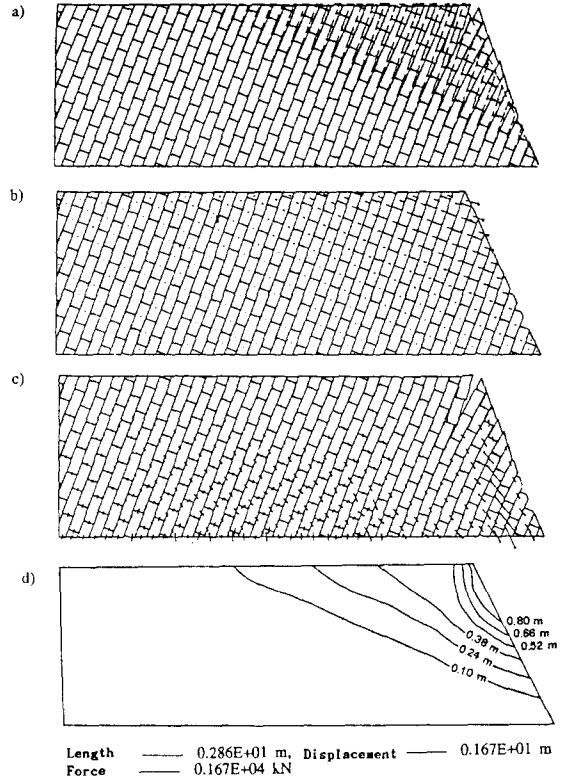 a)
b)
c)
d)
0.80 m
0.66 m
0.52 m
0.38 m
0.24 m
0.10 m
Length 0.286E+01 m, Displacement 0.167E+01 m
Force 0.167E+04 kN